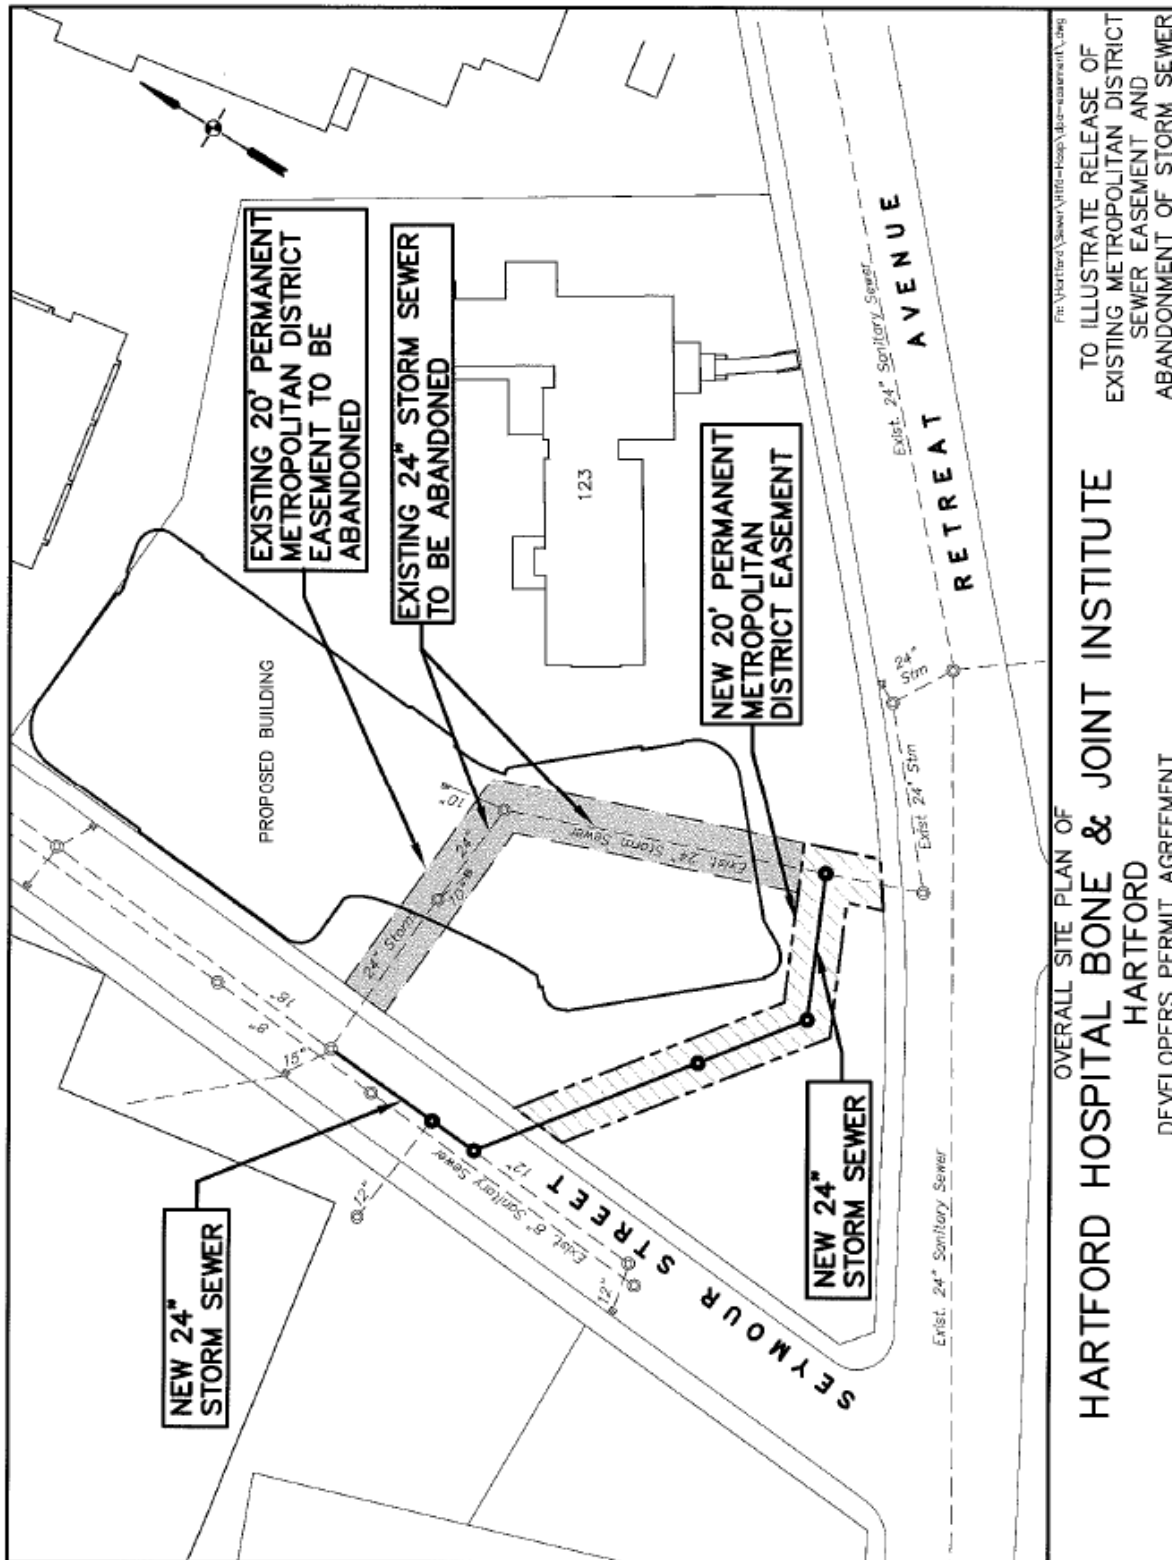 EXISTING 20' PERMANENT
METROPOLITAN DISTRICT
EASEMENT TO BE
ABANDONED
EXISTING 24" STORM SEWER
TO BE ABANDONED
PROPOSED BUILDING
123
NEW 20' PERMANENT
METROPOLITAN
DISTRICT EASEMENT
NEW 24"
STORM SEWER
NEW 24"
STORM SEWER
18"
8"
15"
12"
12"
12"
Exist. 8" Sanitary Sewer
SEYMOUR STREET
24" Storm
24"
10"
10"
Exist. 24" Storm Sewer
Exist 24" Stm
24"
Stm
Exist. 24" Sanitary Sewer
RETREAT AVENUE
Exist. 24" Sanitary Sewer
OVERALL SITE PLAN OF
HARTFORD HOSPITAL BONE & JOINT INSTITUTE
HARTFORD
DEVELOPERS PERMIT AGREEMENT
TO ILLUSTRATE RELEASE OF
EXISTING METROPOLITAN DISTRICT
SEWER EASEMENT AND
ABANDONMENT OF STORM SEWER